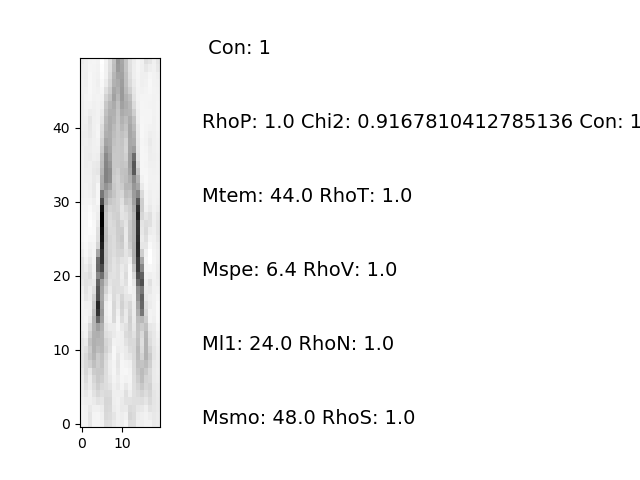 Con: 1
RhoP: 1.0 Chi2: 0.9167810412785136 Con: 1
Mtem: 44.0 RhoT: 1.0
Mspe: 6.4 RhoV: 1.0
Ml1: 24.0 RhoN: 1.0
Msmo: 48.0 RhoS: 1.0
40
30
20
10
0
0 10